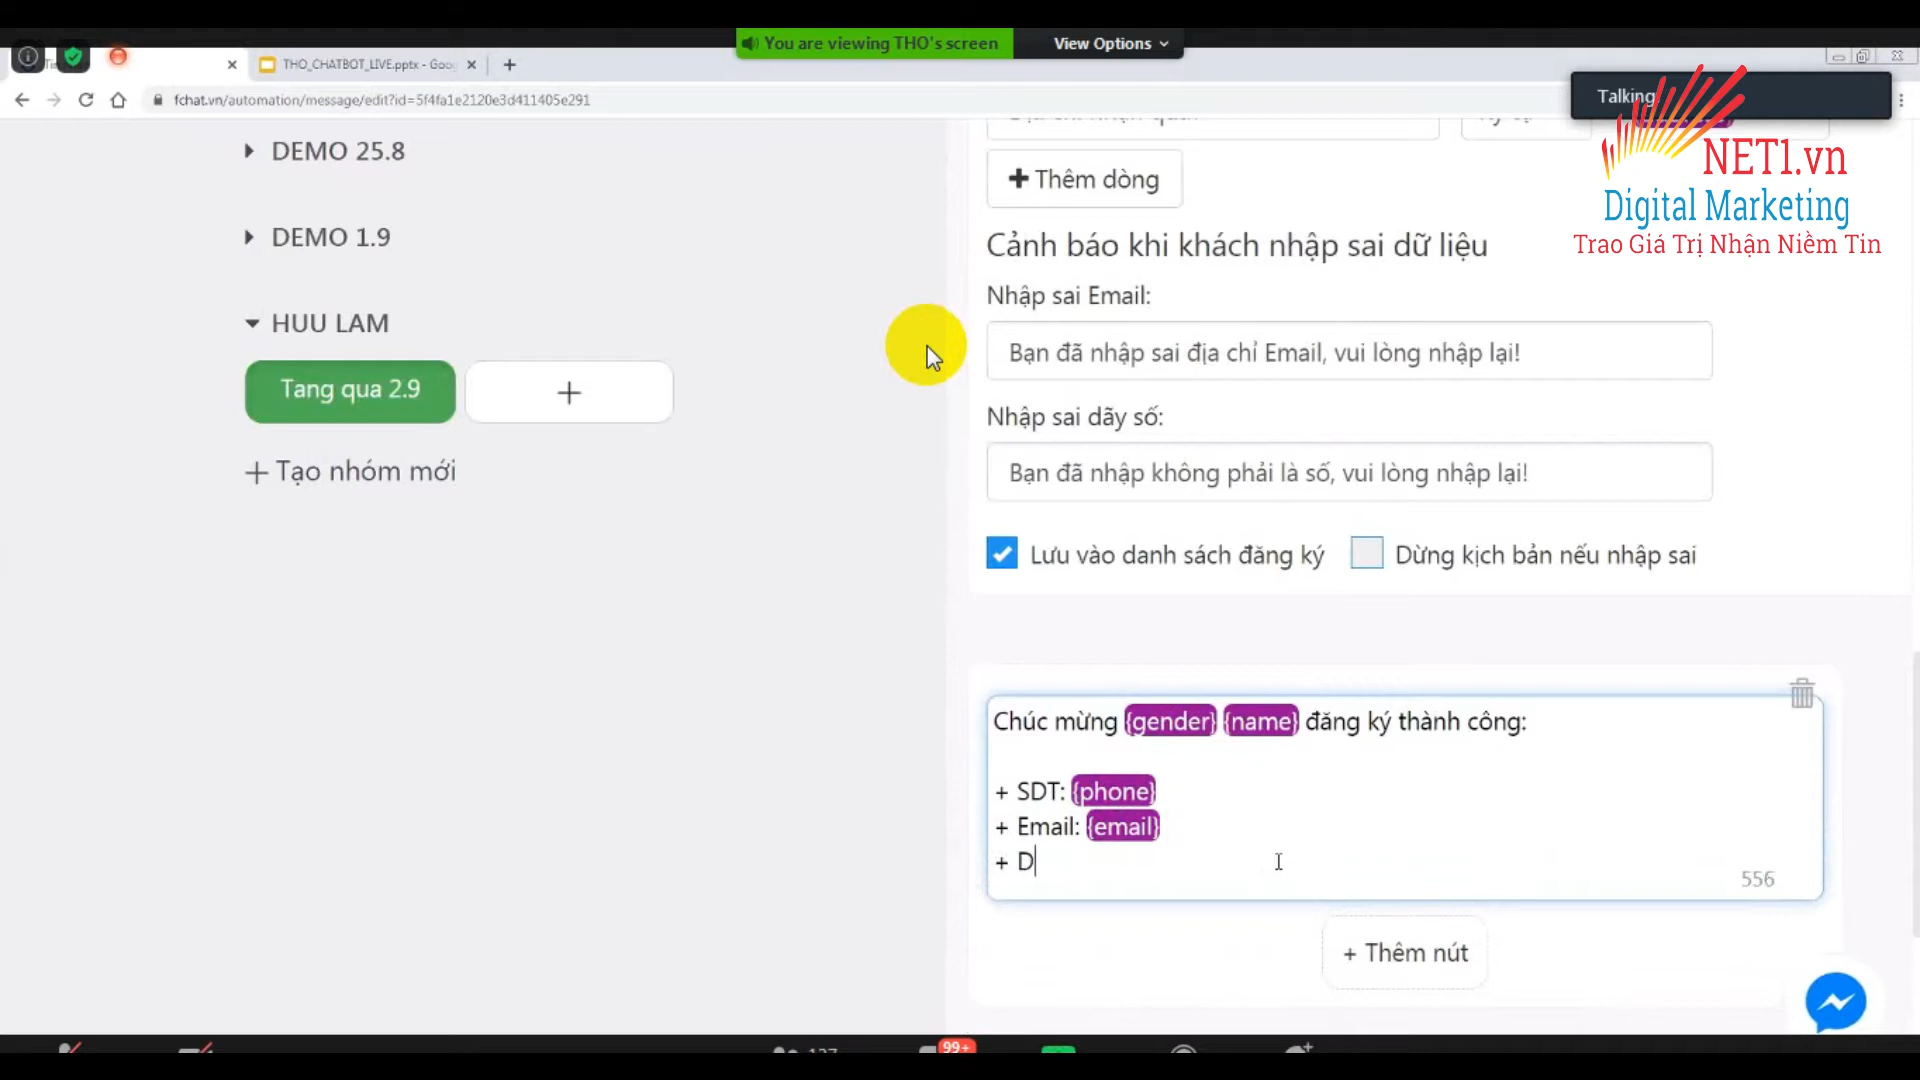 You are viewing THO's screen
View Options
THO_CHATBOT_LIVE.pptx - Goo
fchat.vn/automation/message/edit?id=5f4fa1e2120e3d411405e291
Talking:
NET1.vn
Digital Marketing
Trao Giá Trị Nhận Niềm Tin
DEMO 25.8
DEMO 1.9
HUU LAM
Tang qua 2.9
+
+ Tạo nhóm mới
+ Thêm dòng
Cảnh báo khi khách nhập sai dữ liệu
Nhập sai Email:
Bạn đã nhập sai địa chỉ Email, vui lòng nhập lại!
Nhập sai dãy số:
Bạn đã nhập không phải là số, vui lòng nhập lại!
Lưu vào danh sách đăng ký
Dừng kịch bản nếu nhập sai
Chúc mừng {gender} {name} đăng ký thành công:
+ SDT: {phone}
+ Email: {email}
+ D
556
+ Thêm nút
99+